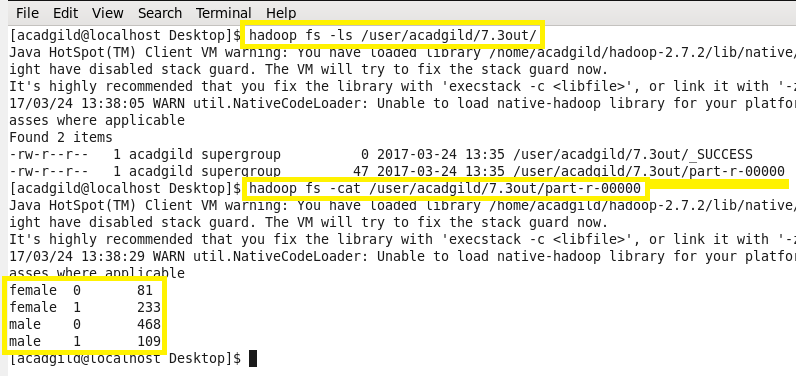 File Edit View Search Terminal Help
[acadgild@localhost Desktop]$ hadoop fs -ls /user/acadgild/7.3out/
Java HotSpot(TM) Client VM warning: You have loaded library /home/acadgild/hadoop-2.7.2/lib/native/
ight have disabled stack guard. The VM will try to fix the stack guard now.
It's highly recommended that you fix the library with 'execstack -c <libfile>', or link it with '-z
17/03/24 13:38:05 WARN util.NativeCodeLoader: Unable to load native-hadoop library for your platfor
asses where applicable
Found 2 items
-rw-r--r--   1 acadgild supergroup          0 2017-03-24 13:35 /user/acadgild/7.3out/_SUCCESS
-rw-r--r--   1 acadgild supergroup         47 2017-03-24 13:35 /user/acadgild/7.3out/part-r-00000
[acadgild@localhost Desktop]$ hadoop fs -cat /user/acadgild/7.3out/part-r-00000
Java HotSpot(TM) Client VM warning: You have loaded library /home/acadgild/hadoop-2.7.2/lib/native/
ight have disabled stack guard. The VM will try to fix the stack guard now.
It's highly recommended that you fix the library with 'execstack -c <libfile>', or link it with '-z
17/03/24 13:38:29 WARN util.NativeCodeLoader: Unable to load native-hadoop library for your platfor
asses where applicable
female  0       81
female  1       233
male    0       468
male    1       109
[acadgild@localhost Desktop]$